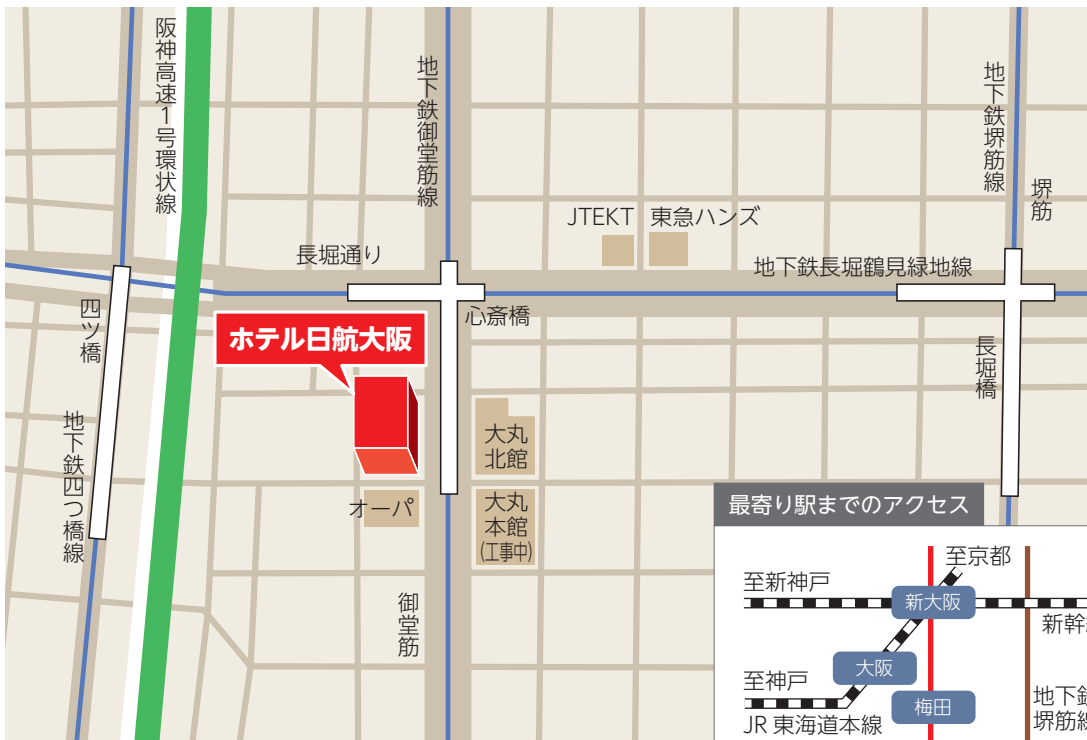 阪神高速1号環状線
地下鉄御堂筋線
地下鉄堺筋線
堺筋
JTEKT
東急ハンズ
長堀通り
地下鉄長堀鶴見緑地線
四ツ橋
心斎橋
ホテル日航大阪
長堀橋
地下鉄四つ橋線
大丸
北館
オーパ
大丸
本館
(工事中)
御堂筋
最寄り駅までのアクセス
至京都
至新神戸
新大阪
新幹
大阪
至神戸
梅田
JR 東海道本線
地下鉄
堺筋線